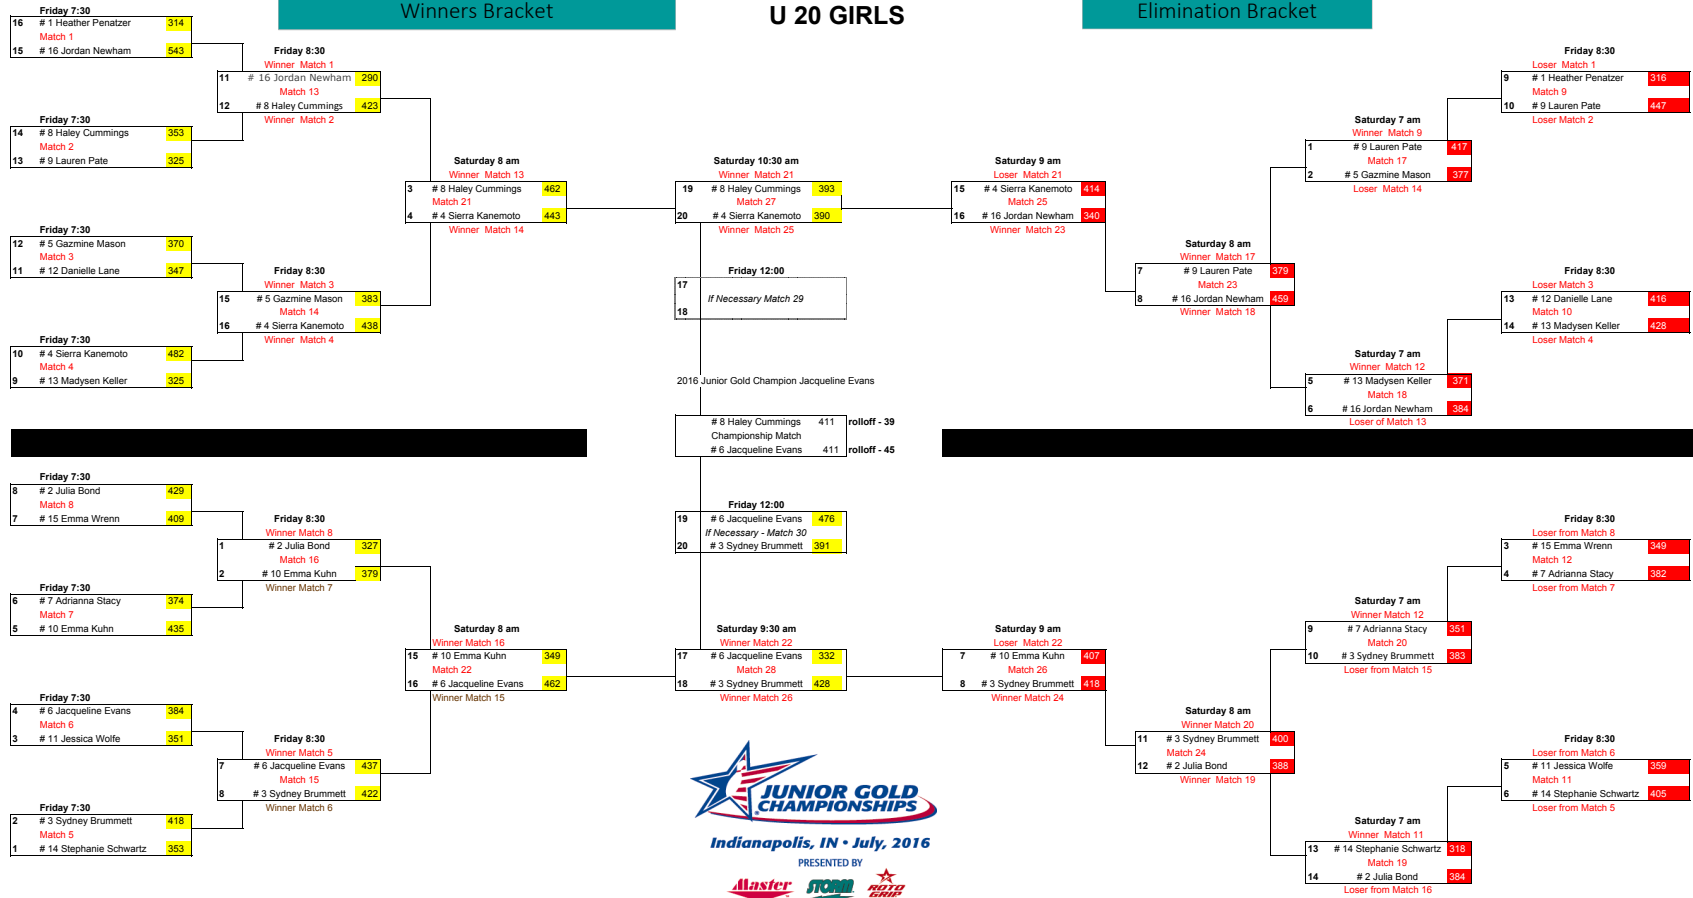 Winners Bracket
U 20 GIRLS
Elimination Bracket
Friday 7:30
16 # 1 Heather Penatzer 314
Match 1
15 # 16 Jordan Newham 543
Friday 8:30
Winner Match 1
11 # 16 Jordan Newham 290
Match 13
12 # 8 Haley Cummings 423
Winner Match 2
Friday 7:30
14 # 8 Haley Cummings 353
Match 2
13 # 9 Lauren Pate 325
Saturday 8 am
Winner Match 13
3 # 8 Haley Cummings 462
Match 21
4 # 4 Sierra Kanemoto 443
Winner Match 14
Friday 7:30
12 # 5 Gazmine Mason 370
Match 3
11 # 12 Danielle Lane 347
Friday 8:30
Winner Match 3
15 # 5 Gazmine Mason 383
Match 14
16 # 4 Sierra Kanemoto 438
Winner Match 4
Friday 7:30
10 # 4 Sierra Kanemoto 482
Match 4
9 # 13 Madysen Keller 325
Saturday 10:30 am
Winner Match 21
19 # 8 Haley Cummings 393
Match 27
20 # 4 Sierra Kanemoto 390
Winner Match 25
Friday 12:00
17
If Necessary Match 29
18
2016 Junior Gold Champion Jacqueline Evans
# 8 Haley Cummings 411 rolloff - 39
Championship Match
# 6 Jacqueline Evans 411 rolloff - 45
Saturday 9 am
Loser Match 21
15 # 4 Sierra Kanemoto 414
Match 25
16 # 16 Jordan Newham 340
Winner Match 23
Saturday 8 am
Winner Match 17
7 # 9 Lauren Pate 379
Match 23
8 # 16 Jordan Newham 459
Winner Match 18
Saturday 7 am
Winner Match 9
1 # 9 Lauren Pate 417
Match 17
2 # 5 Gazmine Mason 377
Loser Match 14
Saturday 7 am
Winner Match 12
5 # 13 Madysen Keller 371
Match 18
6 # 16 Jordan Newham 384
Loser of Match 13
Friday 8:30
Loser Match 1
9 # 1 Heather Penatzer 316
Match 9
10 # 9 Lauren Pate 447
Loser Match 2
Friday 8:30
Loser Match 3
13 # 12 Danielle Lane 416
Match 10
14 # 13 Madysen Keller 428
Loser Match 4
Friday 7:30
8 # 2 Julia Bond 429
Match 8
7 # 15 Emma Wrenn 409
Friday 8:30
Winner Match 8
1 # 2 Julia Bond 327
Match 16
2 # 10 Emma Kuhn 379
Winner Match 7
Friday 7:30
6 # 7 Adrianna Stacy 374
Match 7
5 # 10 Emma Kuhn 435
Saturday 8 am
Winner Match 16
15 # 10 Emma Kuhn 349
Match 22
16 # 6 Jacqueline Evans 462
Winner Match 15
Friday 7:30
4 # 6 Jacqueline Evans 384
Match 6
3 # 11 Jessica Wolfe 351
Friday 8:30
Winner Match 5
7 # 6 Jacqueline Evans 437
Match 15
8 # 3 Sydney Brummett 422
Winner Match 6
Friday 7:30
2 # 3 Sydney Brummett 418
Match 5
1 # 14 Stephanie Schwartz 353
Friday 12:00
19 # 6 Jacqueline Evans 476
If Necessary - Match 30
20 # 3 Sydney Brummett 391
Saturday 9:30 am
Winner Match 22
17 # 6 Jacqueline Evans 332
Match 28
18 # 3 Sydney Brummett 428
Winner Match 26
Saturday 9 am
Loser Match 22
7 # 10 Emma Kuhn 407
Match 26
8 # 3 Sydney Brummett 418
Winner Match 24
Saturday 8 am
Winner Match 20
11 # 3 Sydney Brummett 400
Match 24
12 # 2 Julia Bond 388
Winner Match 19
Saturday 7 am
Winner Match 12
9 # 7 Adrianna Stacy 351
Match 20
10 # 3 Sydney Brummett 383
Loser from Match 15
Saturday 7 am
Winner Match 11
13 # 14 Stephanie Schwartz 318
Match 19
14 # 2 Julia Bond 384
Loser from Match 16
Friday 8:30
Loser from Match 8
3 # 15 Emma Wrenn 349
Match 12
4 # 7 Adrianna Stacy 382
Loser from Match 7
Friday 8:30
Loser from Match 6
5 # 11 Jessica Wolfe 359
Match 11
6 # 14 Stephanie Schwartz 405
Loser from Match 5
JUNIOR GOLD
CHAMPIONSHIPS
Indianapolis, IN • July, 2016
PRESENTED BY
Master STORM ROTO GRIP